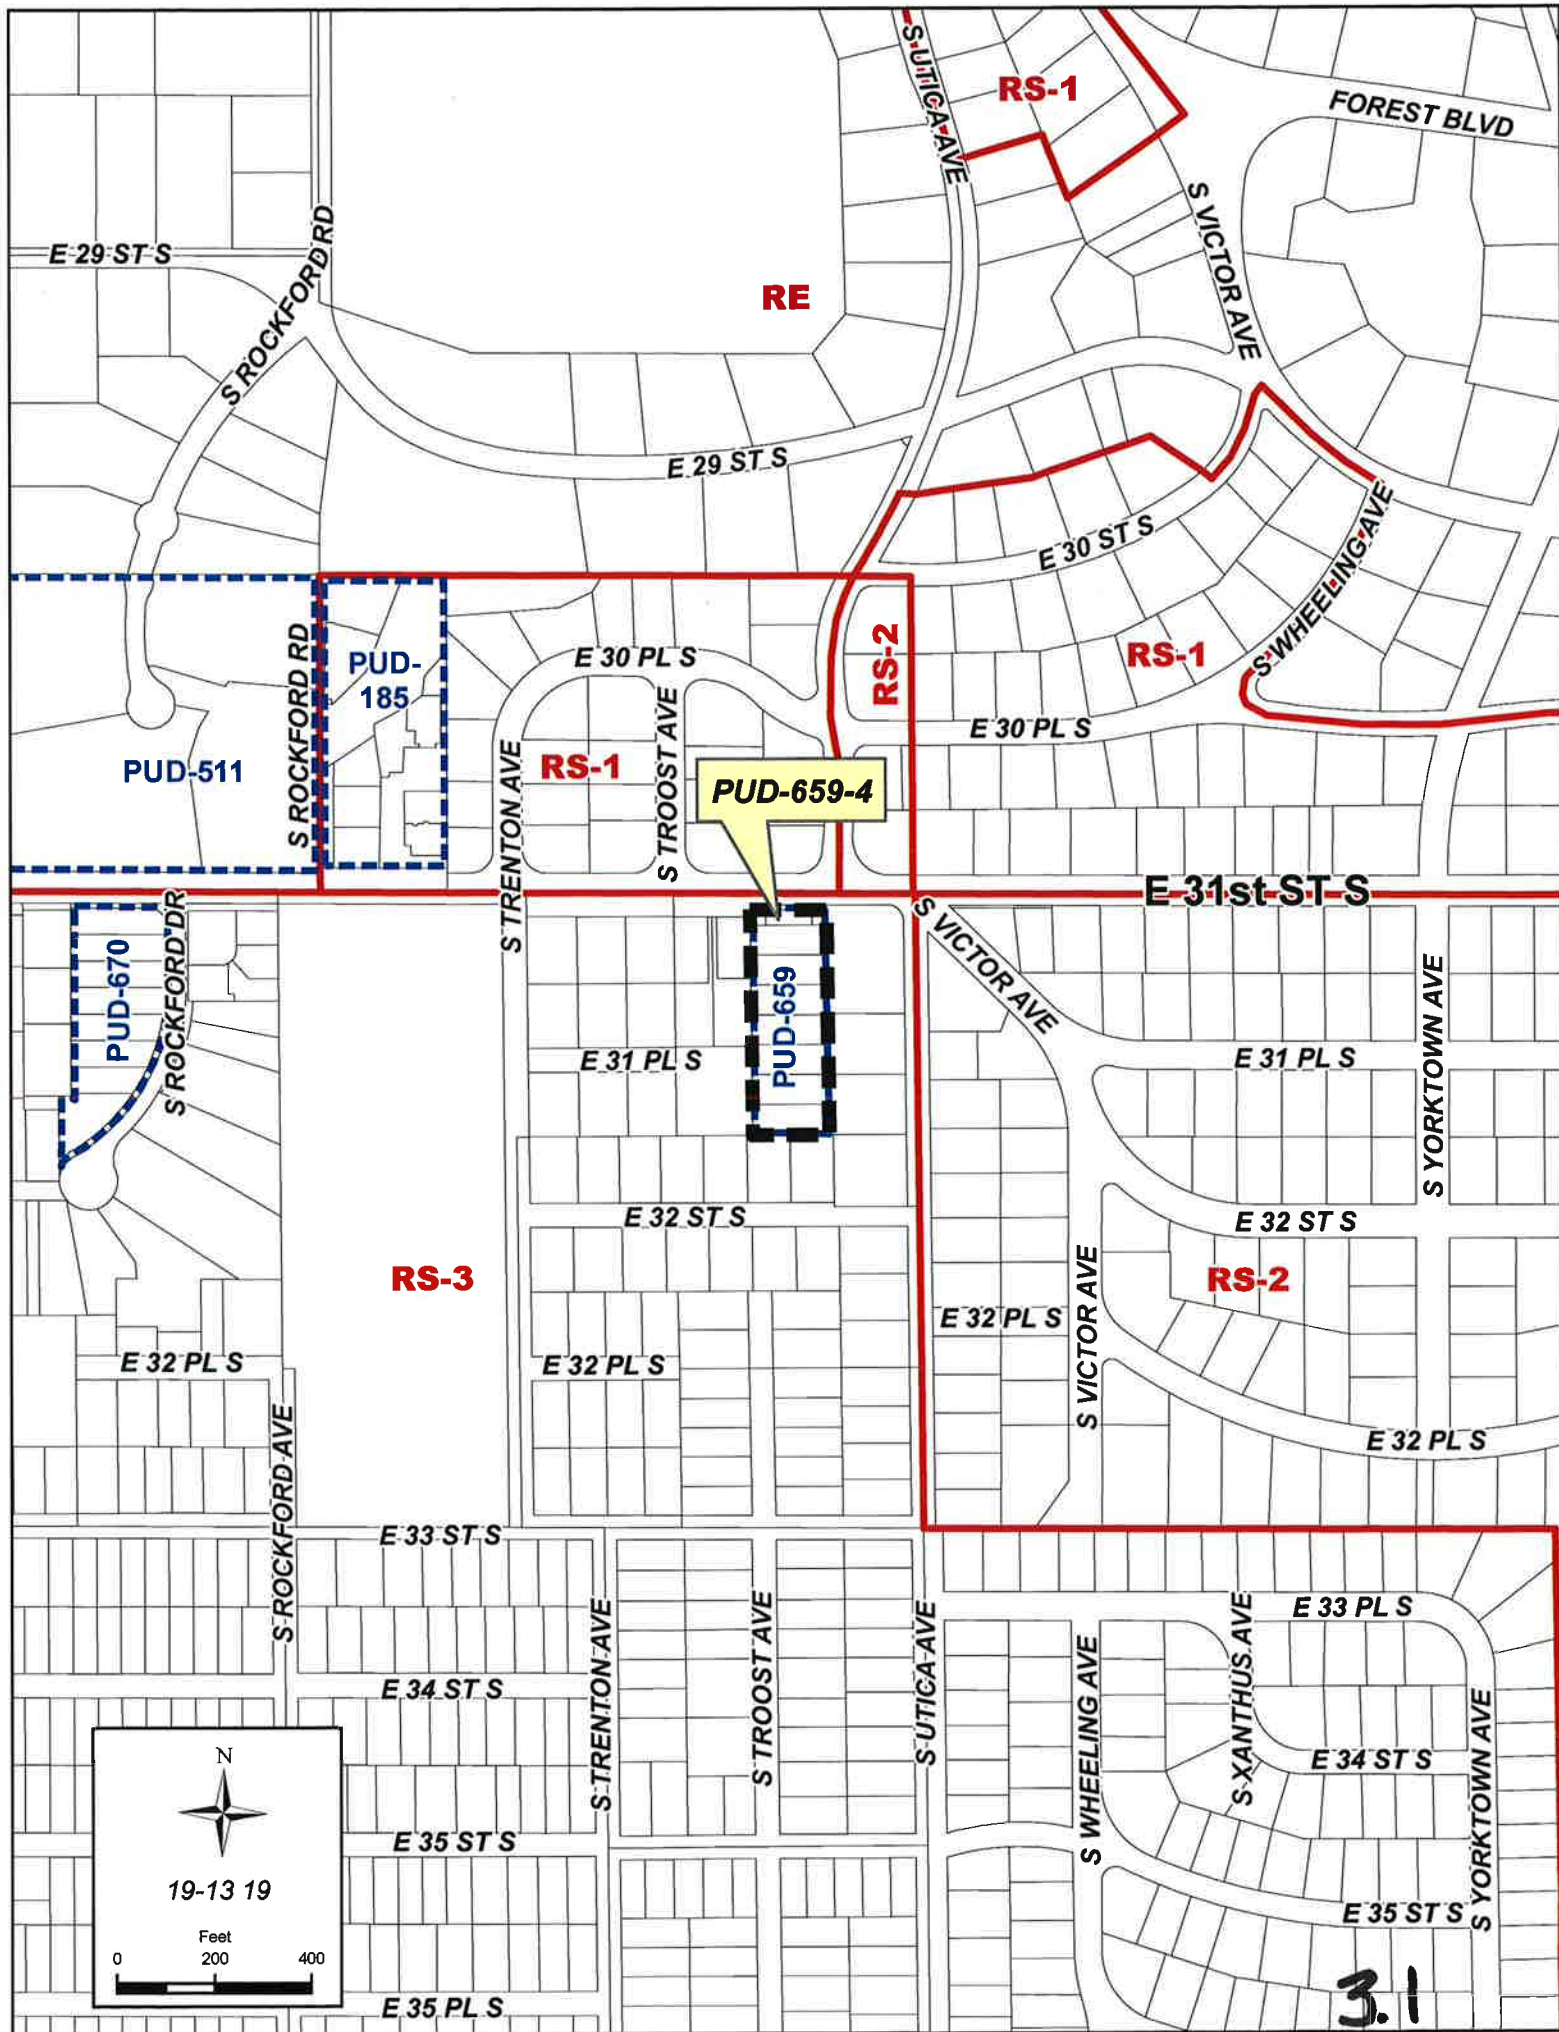 S UTICA AVE
RS-1
FOREST BLVD
S VICTOR AVE
E 29 ST S
S ROCKFORD RD
RE
E 29 ST S
E 30 ST S
S WHEELING AVE
S ROCKFORD RD
PUD-
185
E 30 PL S
RS-2
RS-1
S TROOST AVE
E 30 PL S
PUD-511
S TRENTON AVE
RS-1
PUD-659-4
E 31st ST S
PUD-670
S ROCKFORD DR
S VICTOR AVE
PUD-659
S YORKTOWN AVE
E 31 PL S
E 31 PL S
E 32 ST S
E 32 ST S
RS-3
RS-2
S VICTOR AVE
E 32 PL S
E 32 PL S
E 32 PL S
E 32 PL S
S ROCKFORD AVE
E 33 ST S
S TRENTON AVE
S TROOST AVE
S UTICA AVE
S WHEELING AVE
S XANTHUS AVE
E 33 PL S
E 34 ST S
S YORKTOWN AVE
E 34 ST S
N
19-13 19
Feet
0 200 400
E 35 ST S
E 35 ST S
E 35 PL S
3.1